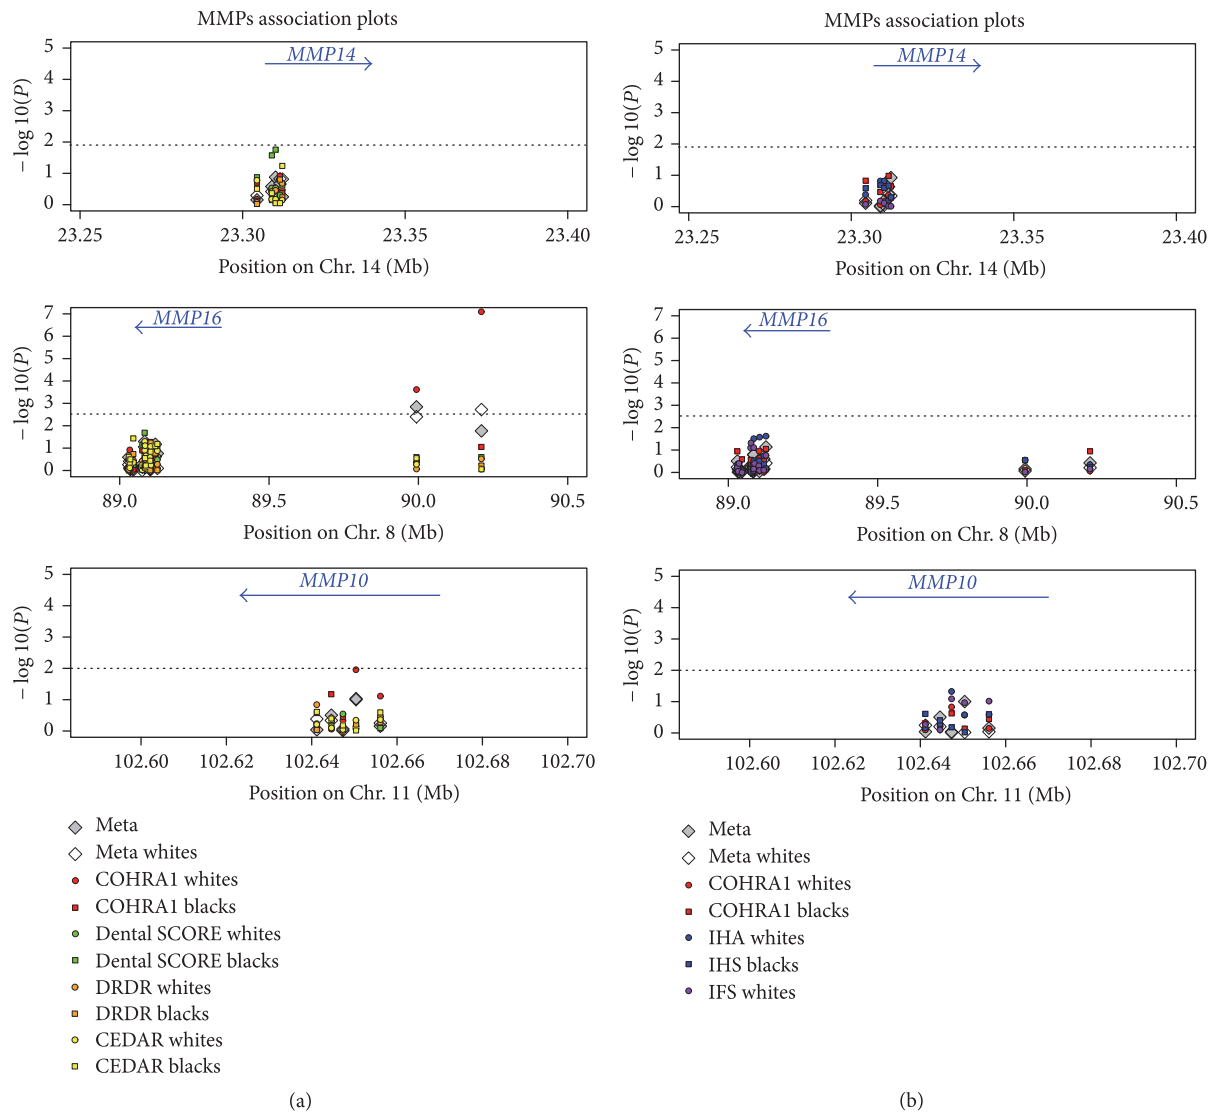 MMPs association plots
MMP14
5
4
3
2
1
0
− log 10(P)
23.25
23.30
23.35
23.40
Position on Chr. 14 (Mb)
MMP16
7
6
5
4
3
2
1
0
− log 10(P)
89.0
89.5
90.0
90.5
Position on Chr. 8 (Mb)
MMP10
5
4
3
2
1
0
− log 10(P)
102.60
102.62
102.64
102.66
102.68
102.70
Position on Chr. 11 (Mb)
Meta
Meta whites
COHRA1 whites
COHRA1 blacks
Dental SCORE whites
Dental SCORE blacks
DRDR whites
DRDR blacks
CEDAR whites
CEDAR blacks
(a)
MMPs association plots
MMP14
5
4
3
2
1
0
− log 10(P)
23.25
23.30
23.35
23.40
Position on Chr. 14 (Mb)
MMP16
7
6
5
4
3
2
1
0
− log 10(P)
89.0
89.5
90.0
90.5
Position on Chr. 8 (Mb)
MMP10
5
4
3
2
1
0
− log 10(P)
102.60
102.62
102.64
102.66
102.68
102.70
Position on Chr. 11 (Mb)
Meta
Meta whites
COHRA1 whites
COHRA1 blacks
IHA whites
IHS blacks
IFS whites
(b)